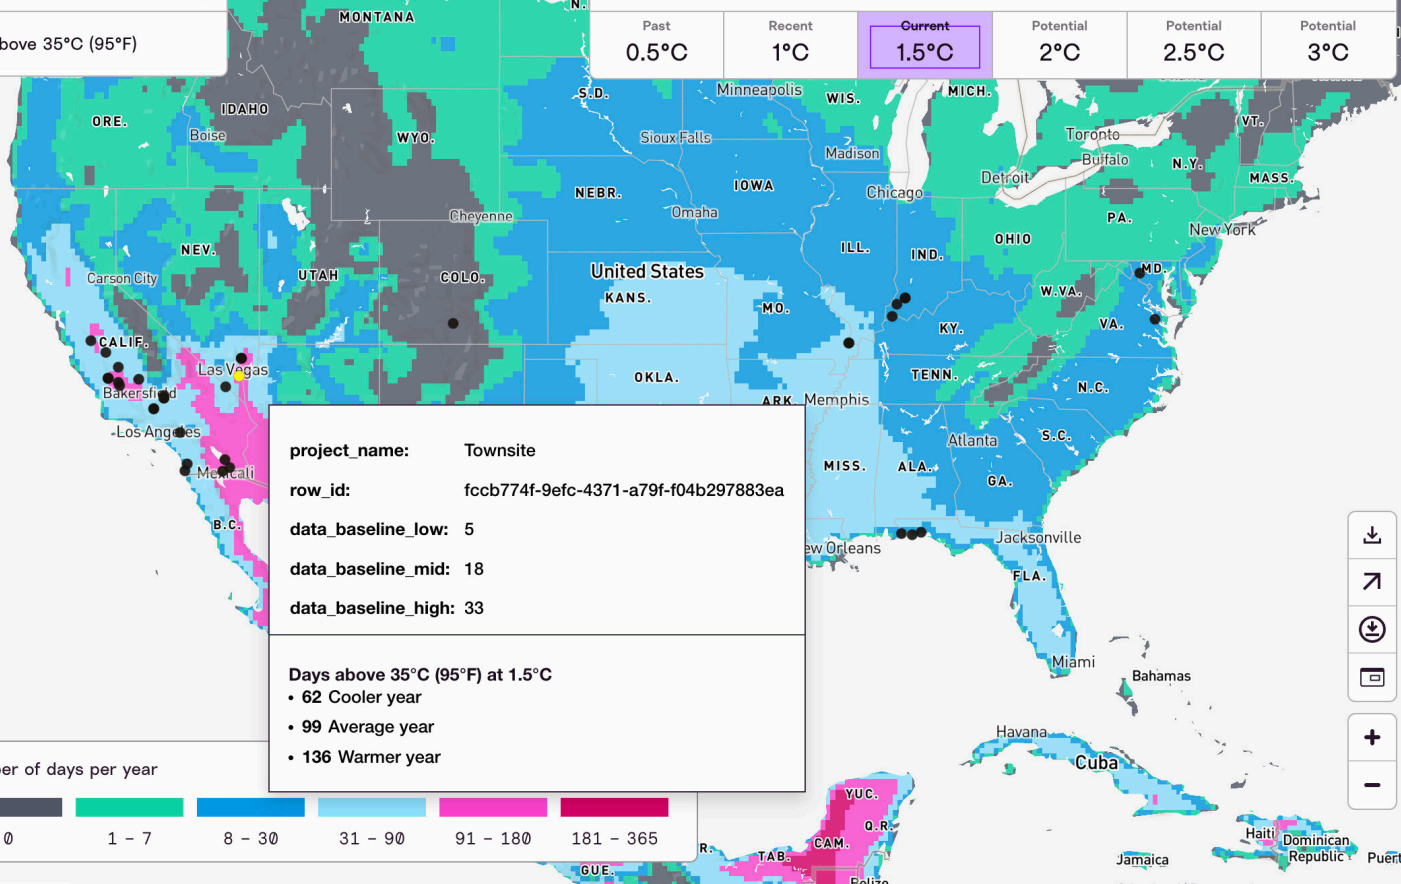 above 35°C (95°F)
Past
0.5°C
Recent
1°C
Current
1.5°C
Potential
2°C
Potential
2.5°C
Potential
3°C
MONTANA
N.
IDAHO
ORE.
Boise
WYO.
S.D.
Minneapolis
WIS.
MICH.
Sioux Falls
Madison
Toronto
Buffalo
VT.
N.Y.
MASS.
Detroit
Chicago
NEBR.
IOWA
Omaha
Cheyenne
PA.
New York
NEV.
Carson City
UTAH
COLO.
United States
KANS.
ILL.
IND.
OHIO
MD.
MO.
W.VA.
VA.
KY.
CALIF.
Las Vegas
Bakersfield
OKLA.
TENN.
N.C.
ARK.
Memphis
Los Angeles
Atlanta
S.C.
Mexicali
MISS.
ALA.
GA.
B.C.
project_name: Townsite
row_id: fccb774f-9efc-4371-a79f-f04b297883ea
data_baseline_low: 5
data_baseline_mid: 18
data_baseline_high: 33
Days above 35°C (95°F) at 1.5°C
• 62 Cooler year
• 99 Average year
• 136 Warmer year
ew Orleans
Jacksonville
FLA.
Miami
Bahamas
Havana
Cuba
Haiti
Dominican
Republic
Puert
Jamaica
YUC.
Q.R.
CAM.
TAB.
R.
GUE.
Belize
er of days per year
0
1 – 7
8 – 30
31 – 90
91 – 180
181 – 365